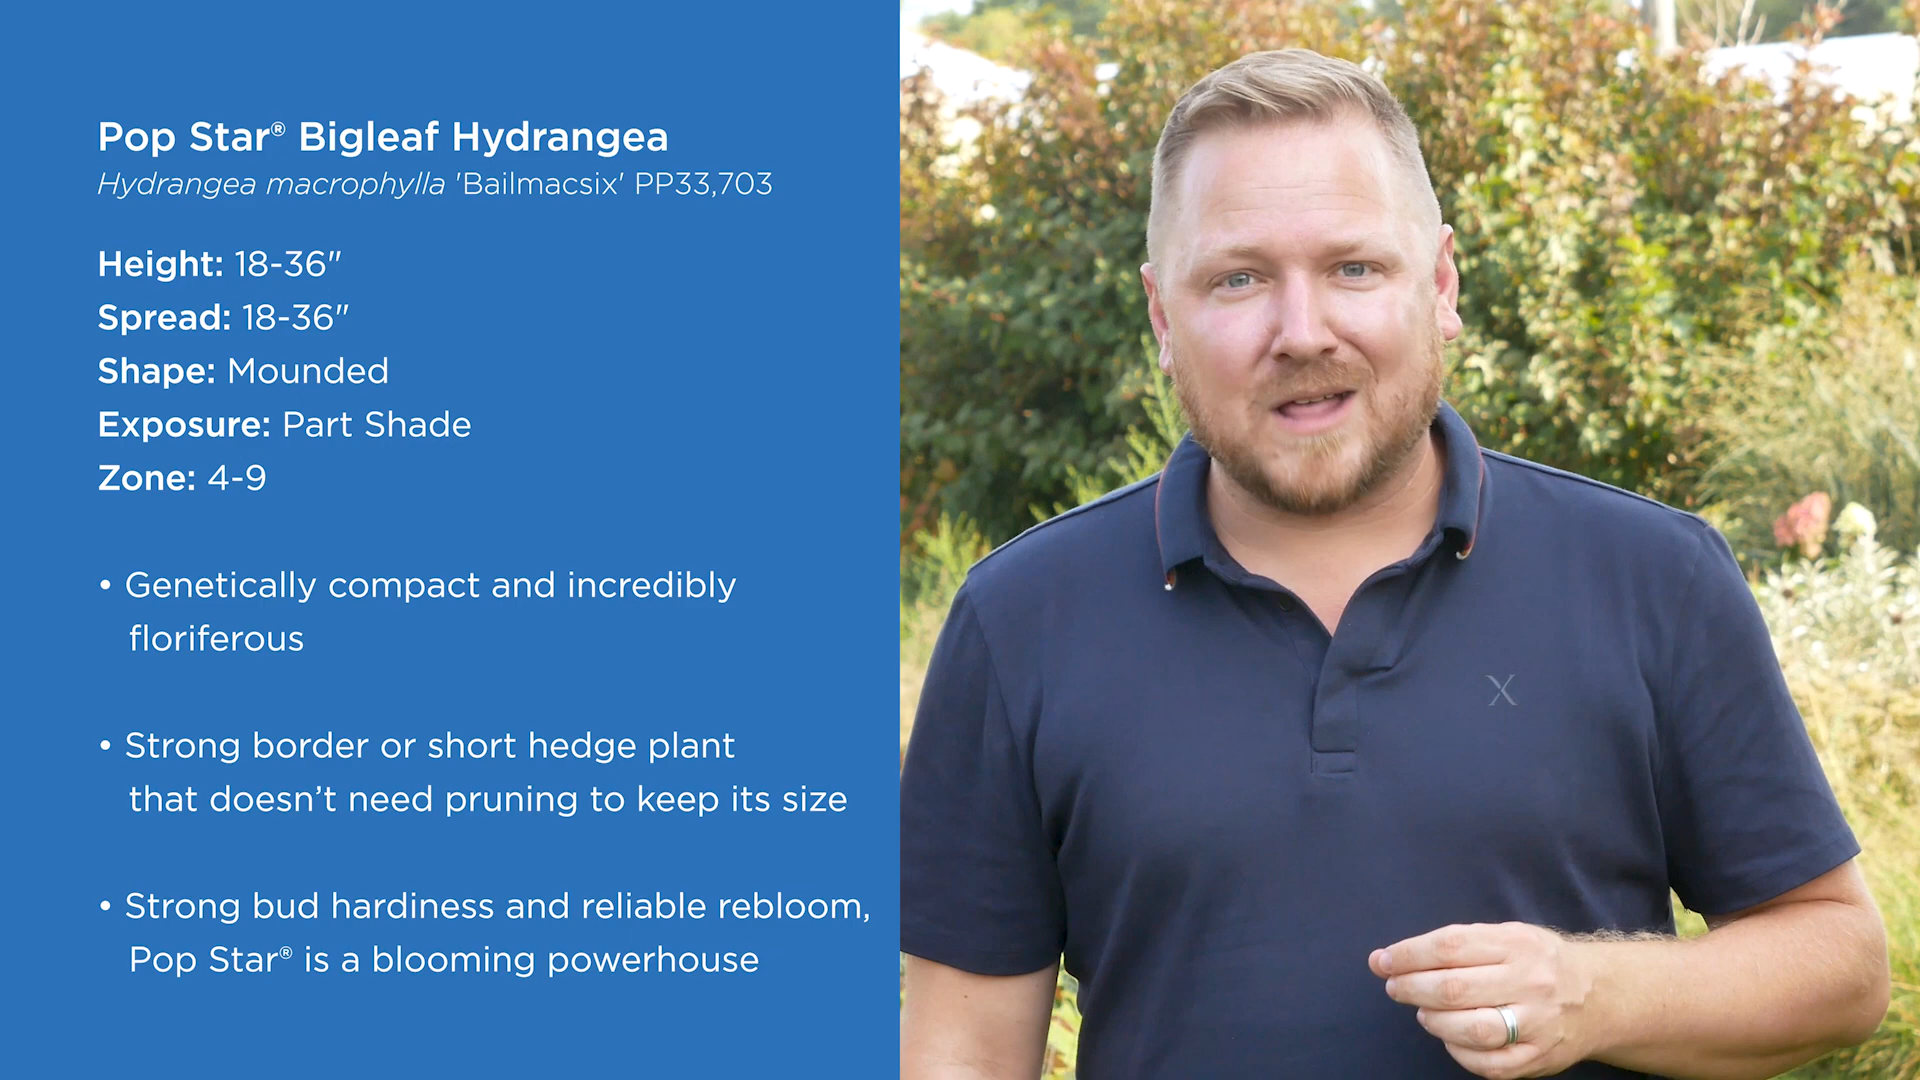 Pop Star® Bigleaf Hydrangea
Hydrangea macrophylla 'Bailmacsix' PP33,703
Height: 18-36"
Spread: 18-36"
Shape: Mounded
Exposure: Part Shade
Zone: 4-9
• Genetically compact and incredibly
floriferous
• Strong border or short hedge plant
that doesn’t need pruning to keep its size
• Strong bud hardiness and reliable rebloom,
Pop Star® is a blooming powerhouse
X